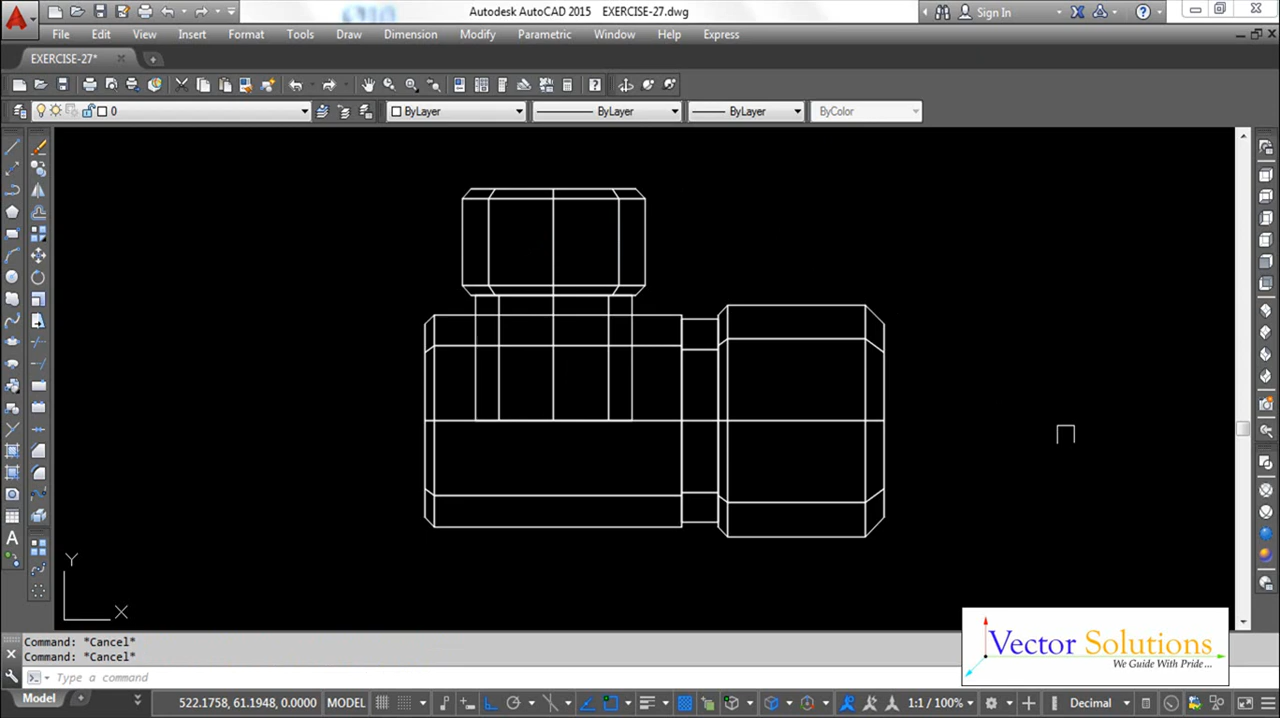 Autodesk AutoCAD 2015 EXERCISE-27.dwg
Sign In
File Edit View Insert Format Tools Draw Dimension Modify Parametric Window Help Express
EXERCISE-27*
0 ByLayer ByLayer ByLayer ByColor
Y
X
Command: *Cancel*
Command: *Cancel*
Type a command
Vector Solutions
We Guide With Pride ...
Model
522.1758, 61.1948, 0.0000 MODEL 1:1 / 100% Decimal